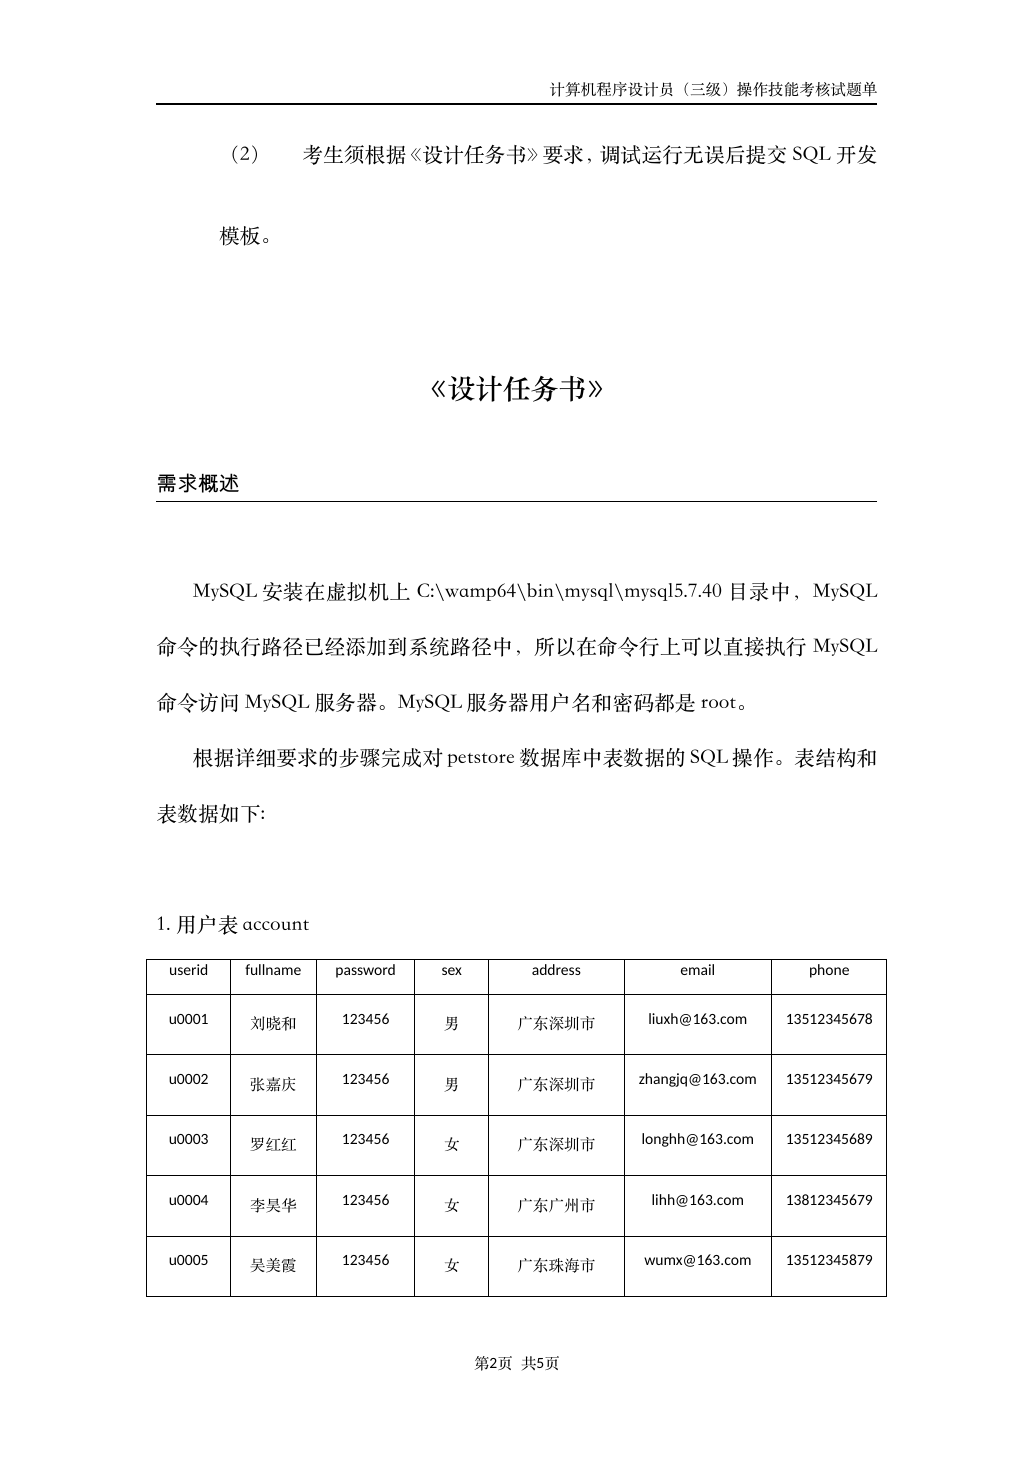 计算机程序设计员（三级）操作技能考核试题单
（2） 考生须根据《设计任务书》要求，调试运行无误后提交 SQL 开发
模板。
《设计任务书》
需求概述
MySQL 安装在虚拟机上 C:\wamp64\bin\mysql\mysql5.7.40 目录中，MySQL
命令的执行路径已经添加到系统路径中，所以在命令行上可以直接执行 MySQL
命令访问 MySQL 服务器。MySQL 服务器用户名和密码都是 root。
根据详细要求的步骤完成对 petstore 数据库中表数据的 SQL 操作。表结构和
表数据如下：
1. 用户表 account
userid fullname password sex address email phone
u0001 刘晓和 123456 男 广东深圳市 liuxh@163.com 13512345678
u0002 张嘉庆 123456 男 广东深圳市 zhangjq@163.com 13512345679
u0003 罗红红 123456 女 广东深圳市 longhh@163.com 13512345689
u0004 李昊华 123456 女 广东广州市 lihh@163.com 13812345679
u0005 吴美霞 123456 女 广东珠海市 wumx@163.com 13512345879
第2页 共5页